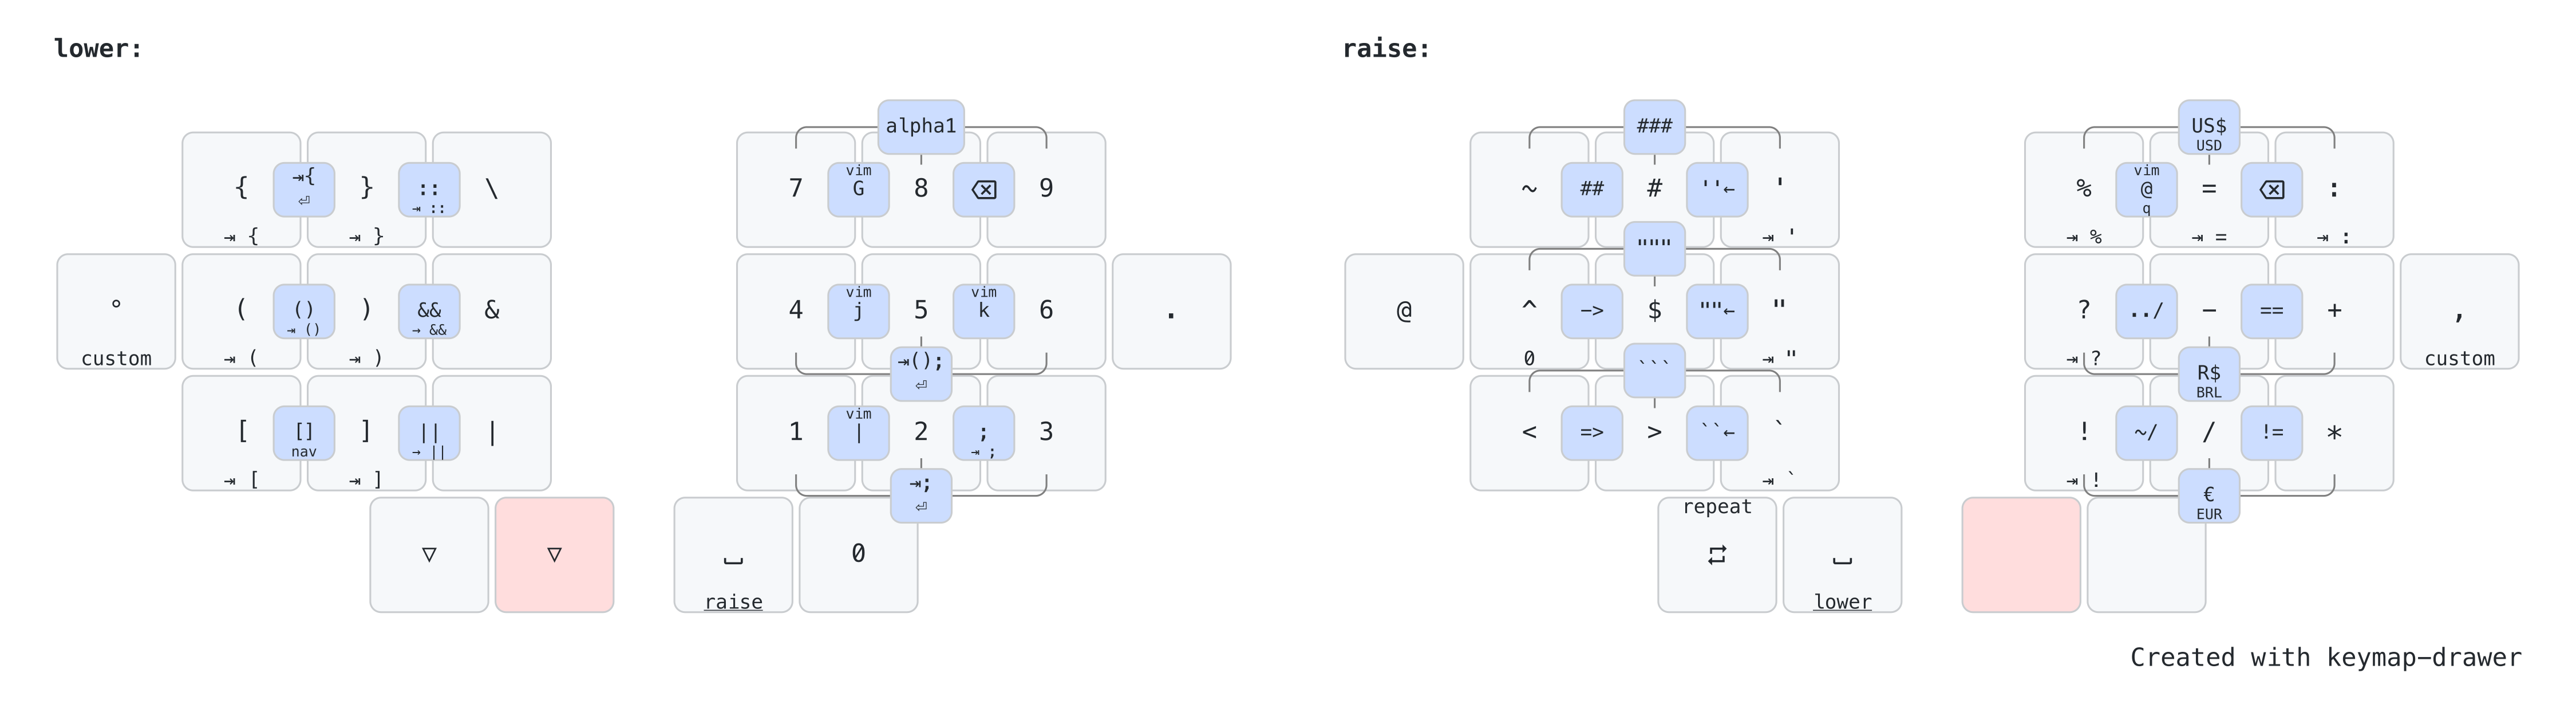 lower:
alpha1
{ ⇥{ ⏎ } :: ⇥ :: \
⇥ { ⇥ }
7 vim G 8 ⌫ 9
° custom
( () ⇥ () ) && → && &
⇥ ( ⇥ )
4 vim j 5 vim k 6
.
⇥(); ⏎
[ [] nav ] || → || |
⇥ [ ⇥ ]
1 vim | 2 ; ⇥ ; 3
⇥; ⏎
▽ ▽
⎵ raise 0
raise:
###
~ ## # ''← '
⇥ '
US$ USD
% vim @ q = ⌫ :
⇥ % ⇥ = ⇥ :
@
"""
^ -> $ ""← "
0 ⇥ "
? ../ − == +
⇥ ?
, custom
```
R$ BRL
< => > ``← `
⇥ `
! ~/ / != *
⇥ !
€ EUR
repeat
⎵ lower
Created with keymap-drawer